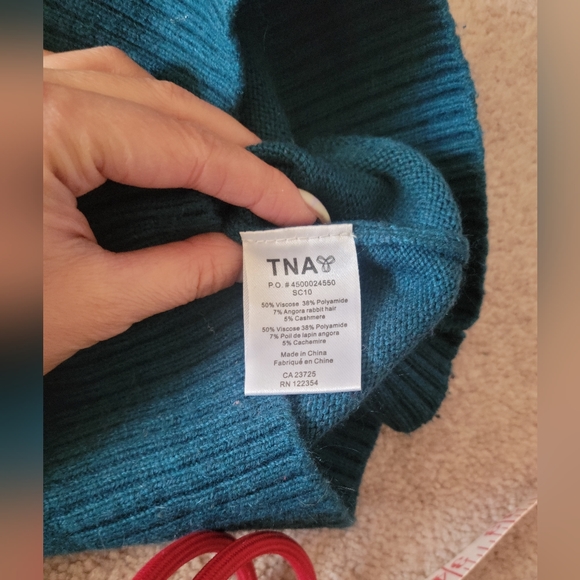 TNA
P.O. # 4500024550
SC10
50% Viscose 38% Polyamide
7% Angora rabbit hair
5% Cashmere
50% Viscose 38% Polyamide
7% Poil de lapin angora
5% Cachemire
Made in China
Fabriqué en Chine
CA 23725
RN 122354